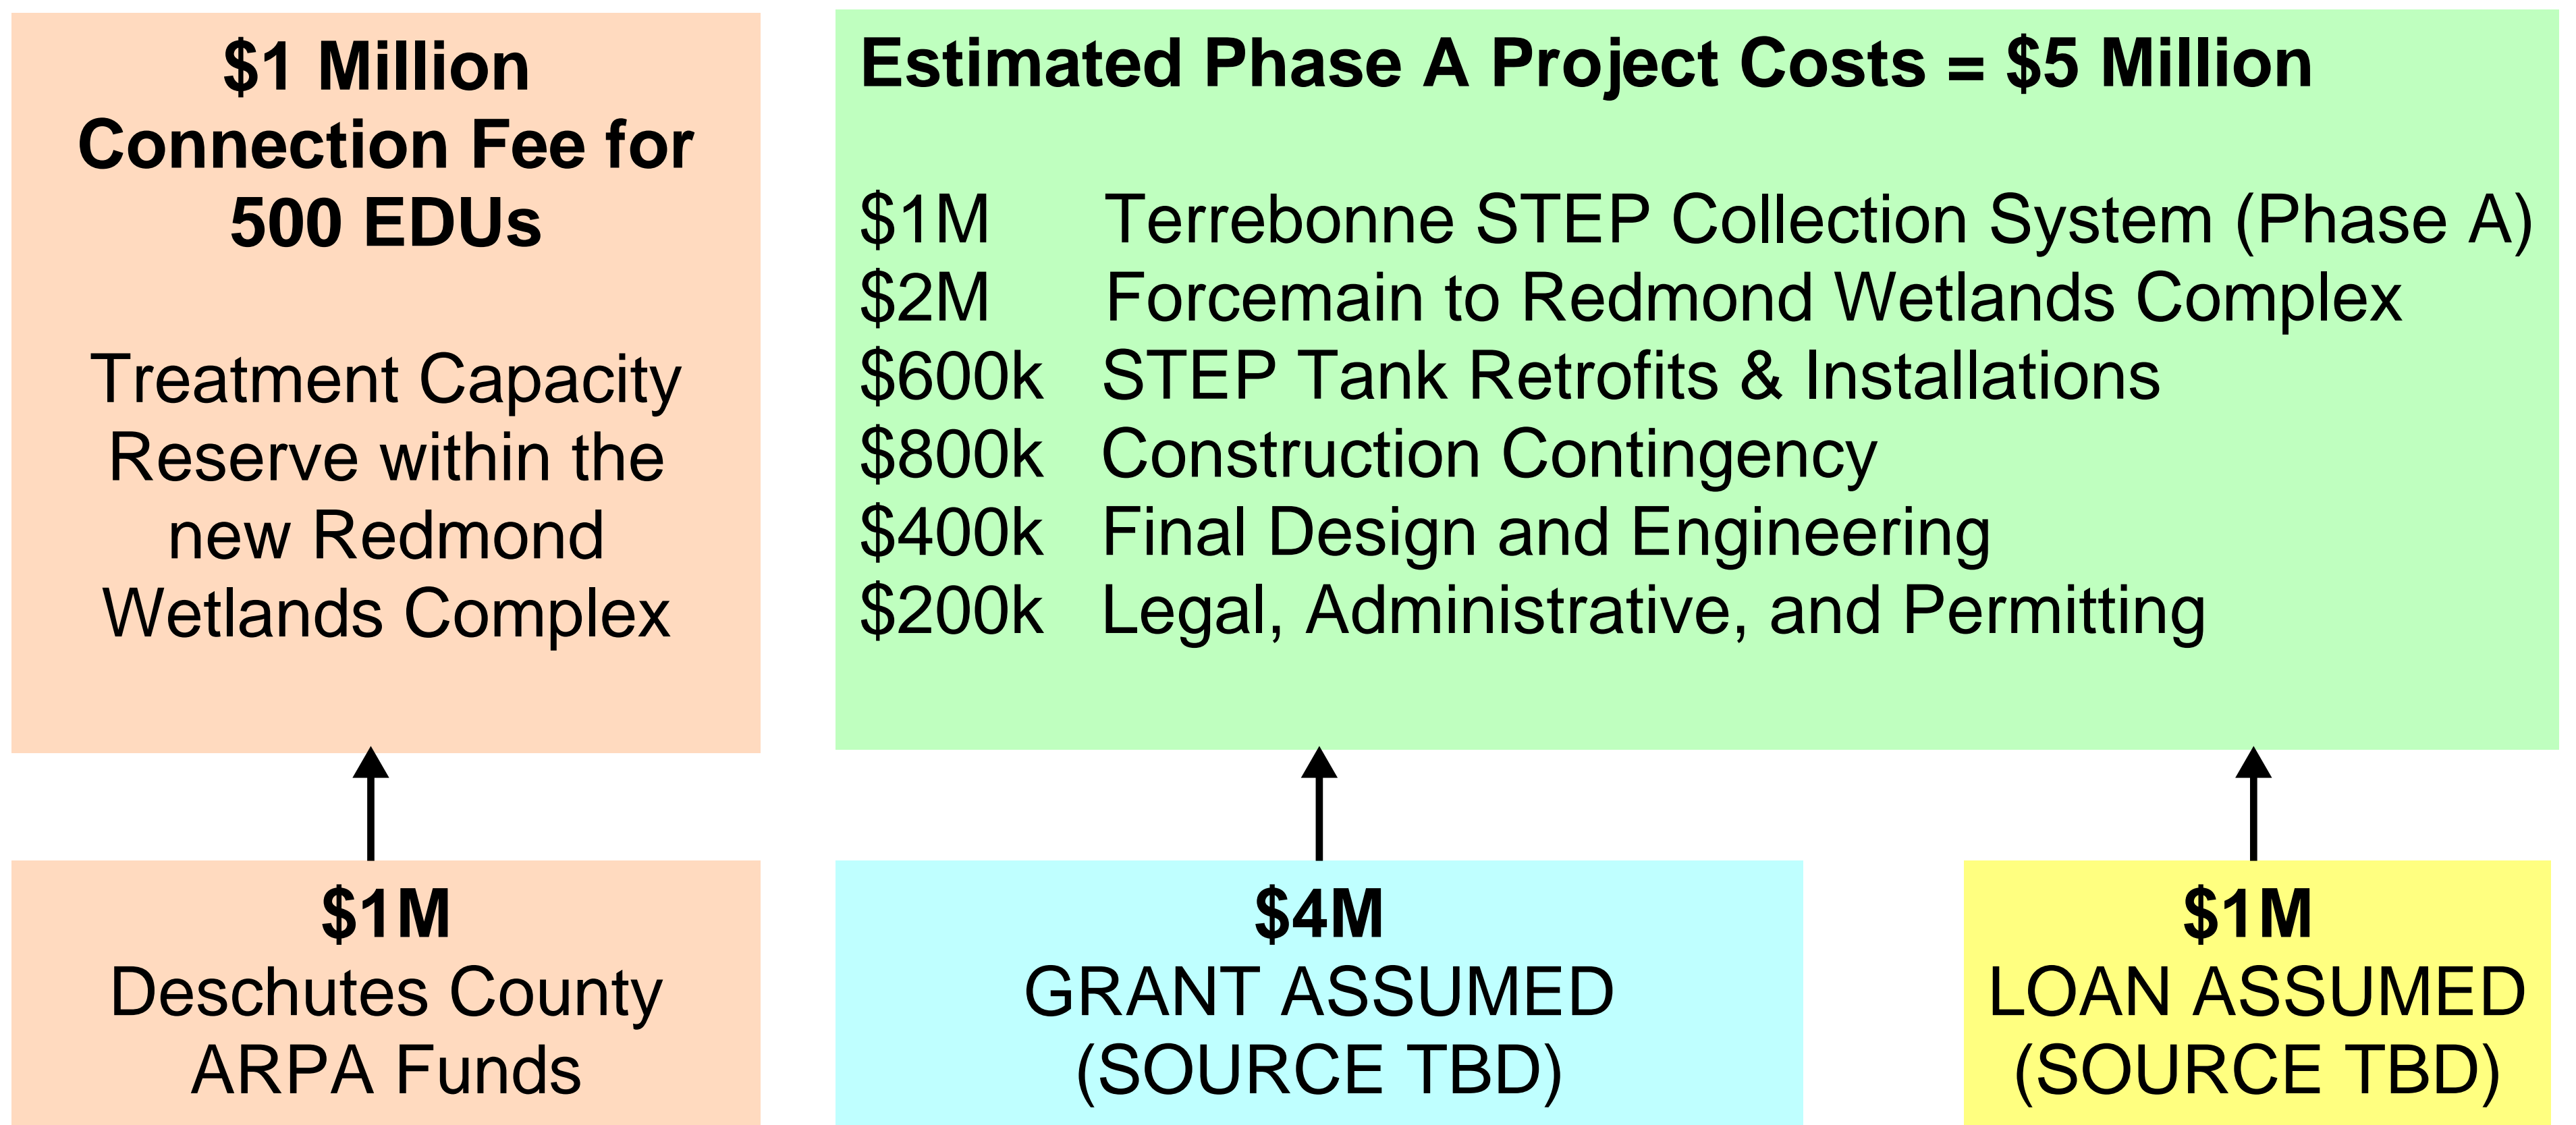 $1 Million
Connection Fee for
500 EDUs
Treatment Capacity
Reserve within the
new Redmond
Wetlands Complex
Estimated Phase A Project Costs = $5 Million
$1M Terrebonne STEP Collection System (Phase A)
$2M Forcemain to Redmond Wetlands Complex
$600k STEP Tank Retrofits & Installations
$800k Construction Contingency
$400k Final Design and Engineering
$200k Legal, Administrative, and Permitting
$1M
Deschutes County
ARPA Funds
$4M
GRANT ASSUMED
(SOURCE TBD)
$1M
LOAN ASSUMED
(SOURCE TBD)